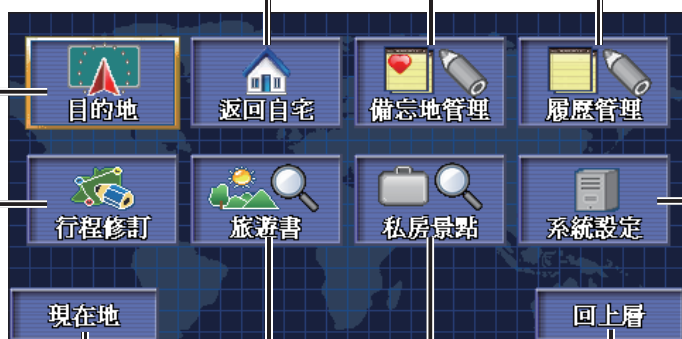 目的地
返回自宅
備忘地管理
履歷管理
行程修訂
旅遊書
私房景點
系統設定
現在地
回上層